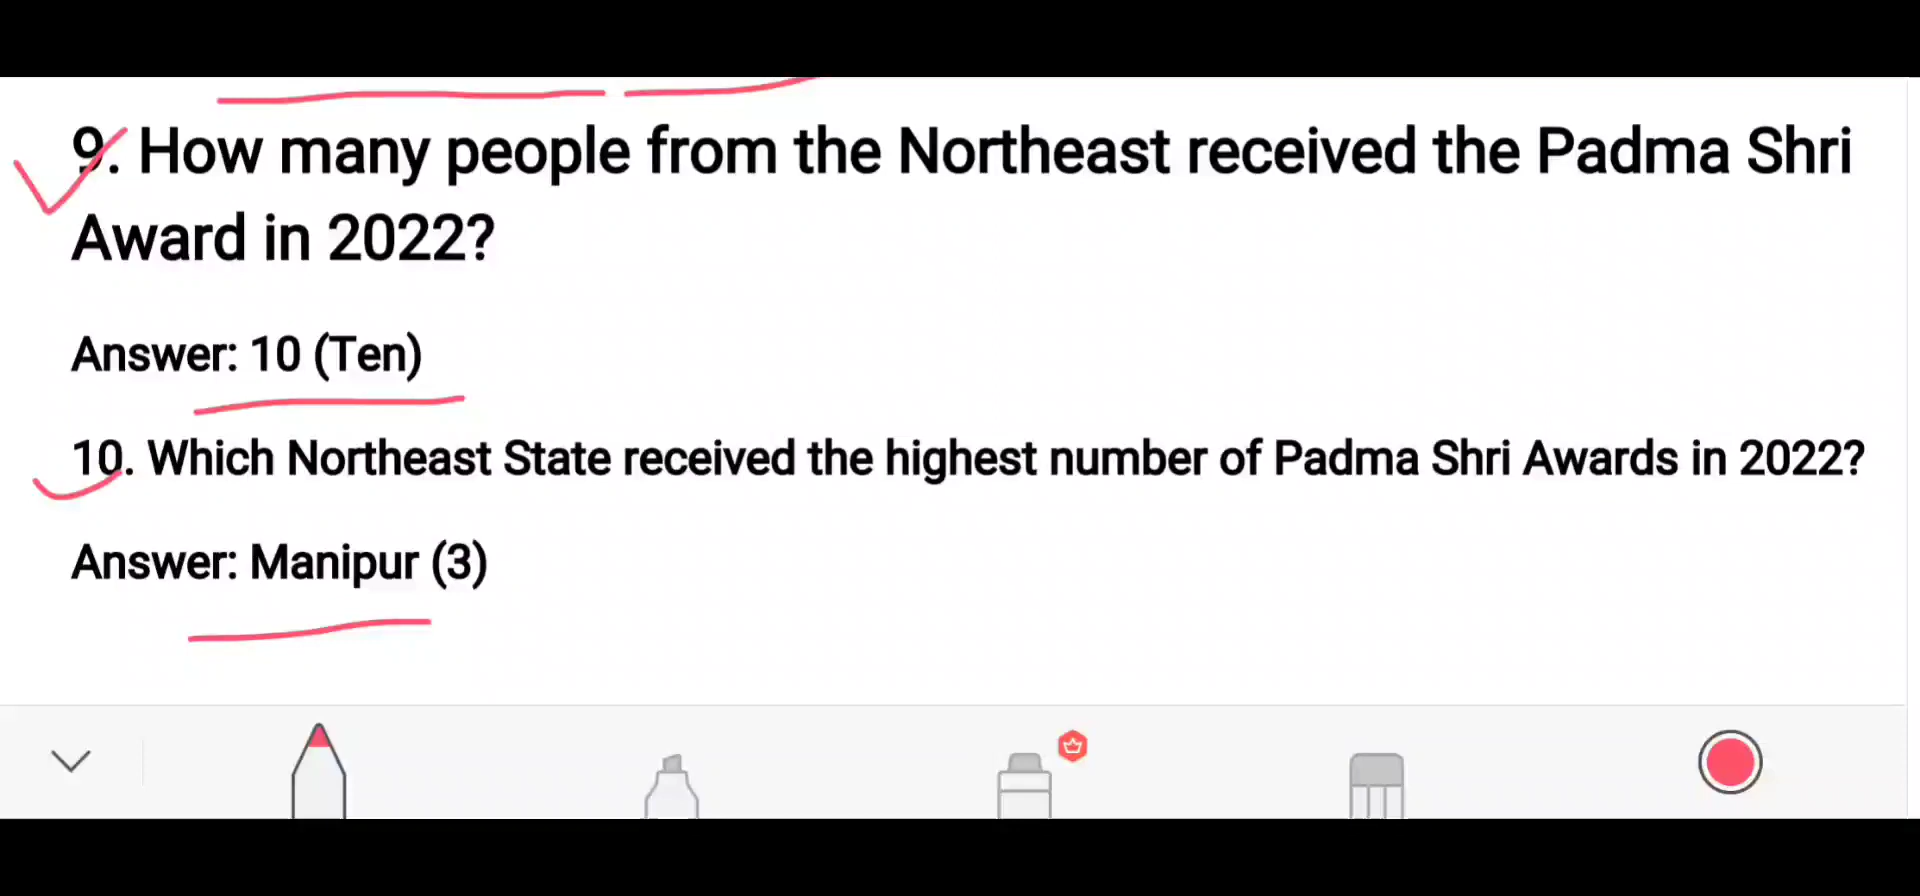 9. How many people from the Northeast received the Padma Shri
Award in 2022?
Answer: 10 (Ten)
10. Which Northeast State received the highest number of Padma Shri Awards in 2022?
Answer: Manipur (3)